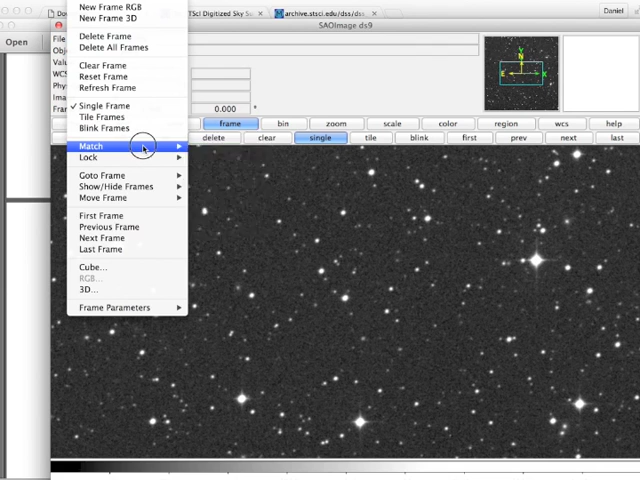 New Frame RGB
New Frame 3D
STScI Digitized Sky Su
archive.stsci.edu/dss/dss
Daniel
SAOImage ds9
Open
File
Delete Frame
Delete All Frames
Clear Frame
Reset Frame
Refresh Frame
WCS
0.000
N
E
X
✓ Single Frame
Tile Frames
Blink Frames
Match
Lock
Goto Frame
Show/Hide Frames
Move Frame
First Frame
Previous Frame
Next Frame
Last Frame
Cube...
RGB...
3D...
Frame Parameters
frame bin zoom scale color region wcs help
delete clear single tile blink first prev next last